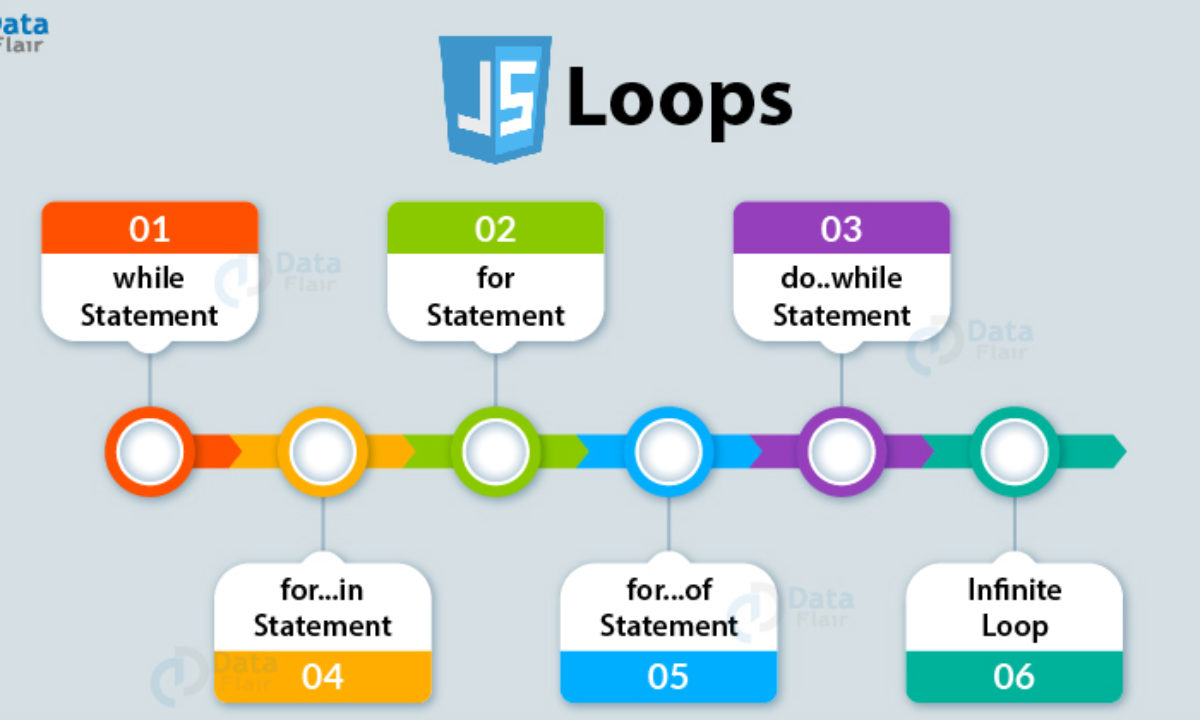 Data
Flair
JS Loops
01
while
Statement
02
for
Statement
03
do..while
Statement
Data
Flair
Data
Flair
for...in
Statement
04
for...of
Statement
05
Infinite
Loop
06
Data
Flair
Data
Flair